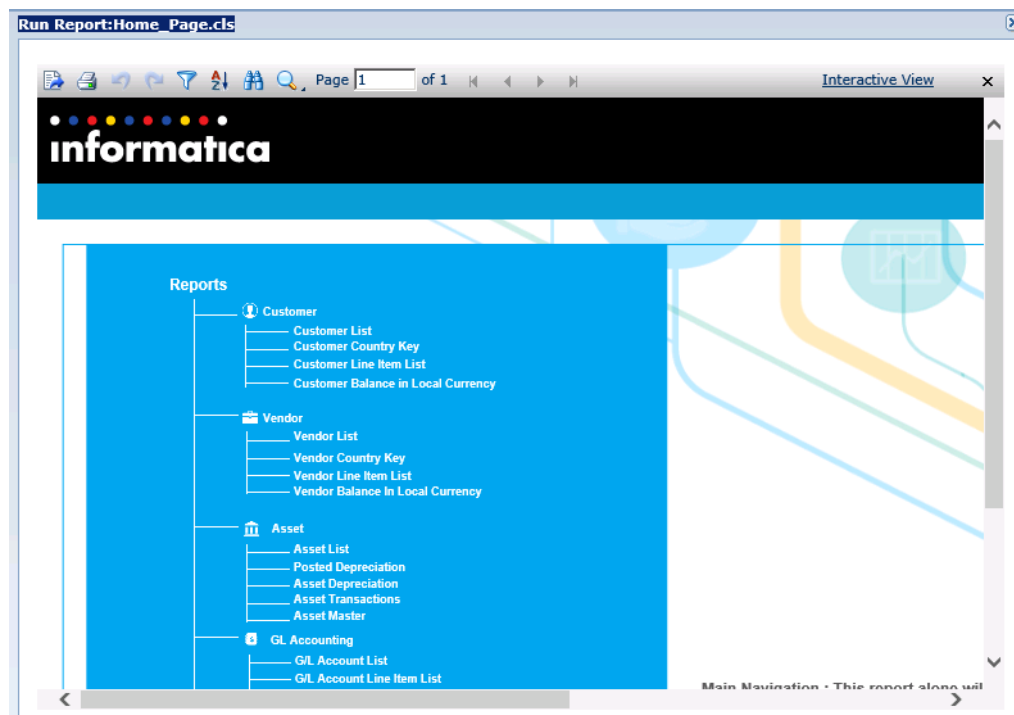 Run Report:Home_Page.cls
Page 1 of 1 Interactive View
ınformatıca
Reports
Customer
Customer List
Customer Country Key
Customer Line Item List
Customer Balance in Local Currency
Vendor
Vendor List
Vendor Country Key
Vendor Line Item List
Vendor Balance In Local Currency
Asset
Asset List
Posted Depreciation
Asset Depreciation
Asset Transactions
Asset Master
GL Accounting
G/L Account List
G/L Account Line Item List
Main Navigation : This report alone wil